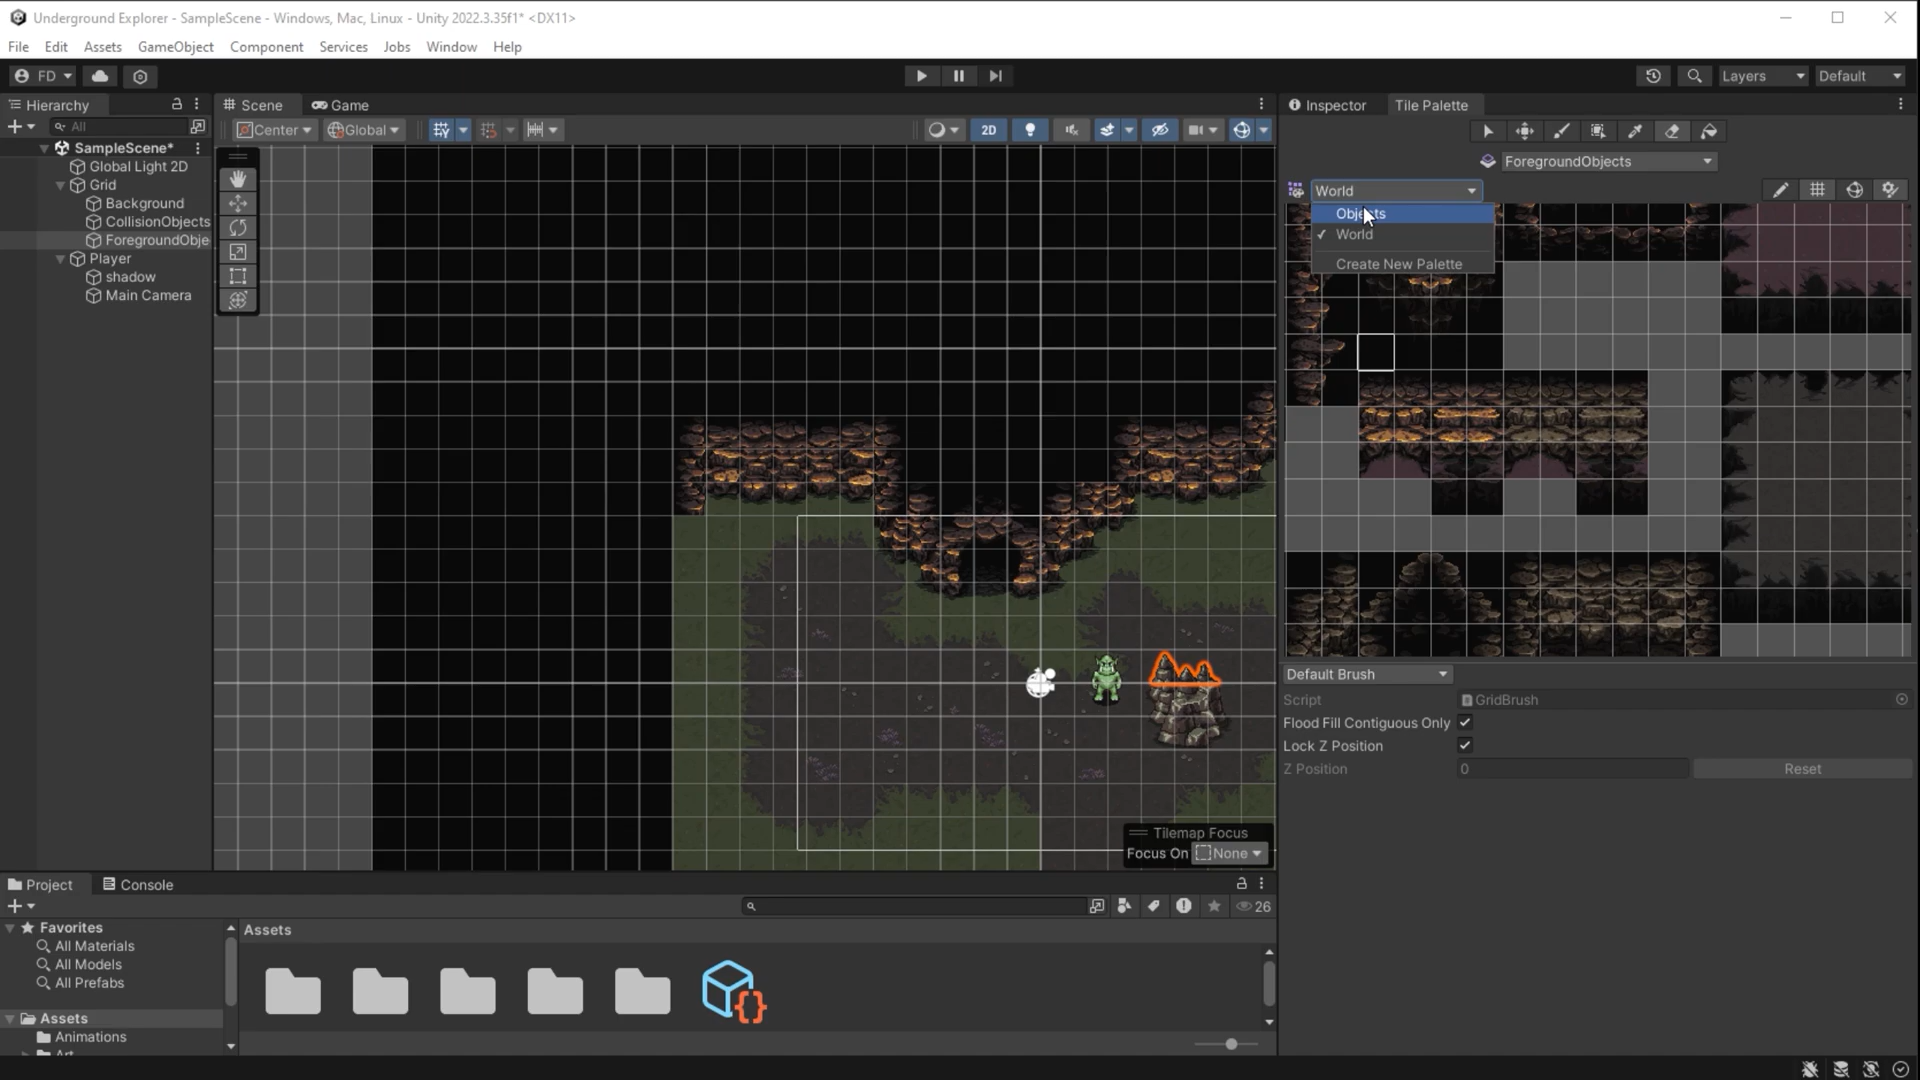 Underground Explorer - SampleScene - Windows, Mac, Linux - Unity 2022.3.35f1* <DX11>
File Edit Assets GameObject Component Services Jobs Window Help
FD
Layers
Default
Hierarchy
All
SampleScene*
Global Light 2D
Grid
Background
CollisionObjects
ForegroundObje
Player
shadow
Main Camera
Scene
Game
Center
Global
2D
Inspector
Tile Palette
ForegroundObjects
World
Objects
World
Create New Palette
Tilemap Focus
Focus On None
Default Brush
Script GridBrush
Flood Fill Contiguous Only
Lock Z Position
Z Position 0 Reset
Project
Console
26
Favorites
All Materials
All Models
All Prefabs
Assets
Animations
Art
Assets
{}